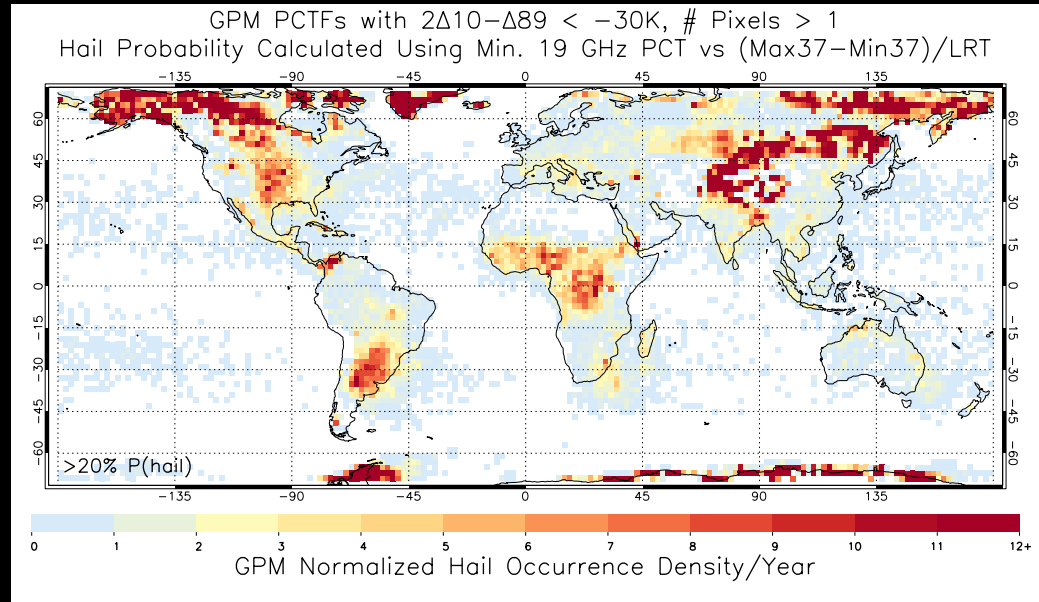 GPM PCTFs with 2Δ10−Δ89 < −30K, # Pixels > 1
Hail Probability Calculated Using Min. 19 GHz PCT vs (Max37−Min37)/LRT
−135 −90 −45 0 45 90 135
60 60
45 45
30 30
15 15
0 0
−15 −15
−30 −30
−45 −45
−60 −60
>20% P(hail)
−135 −90 −45 0 45 90 135
0 1 2 3 4 5 6 7 8 9 10 11 12+
GPM Normalized Hail Occurrence Density/Year